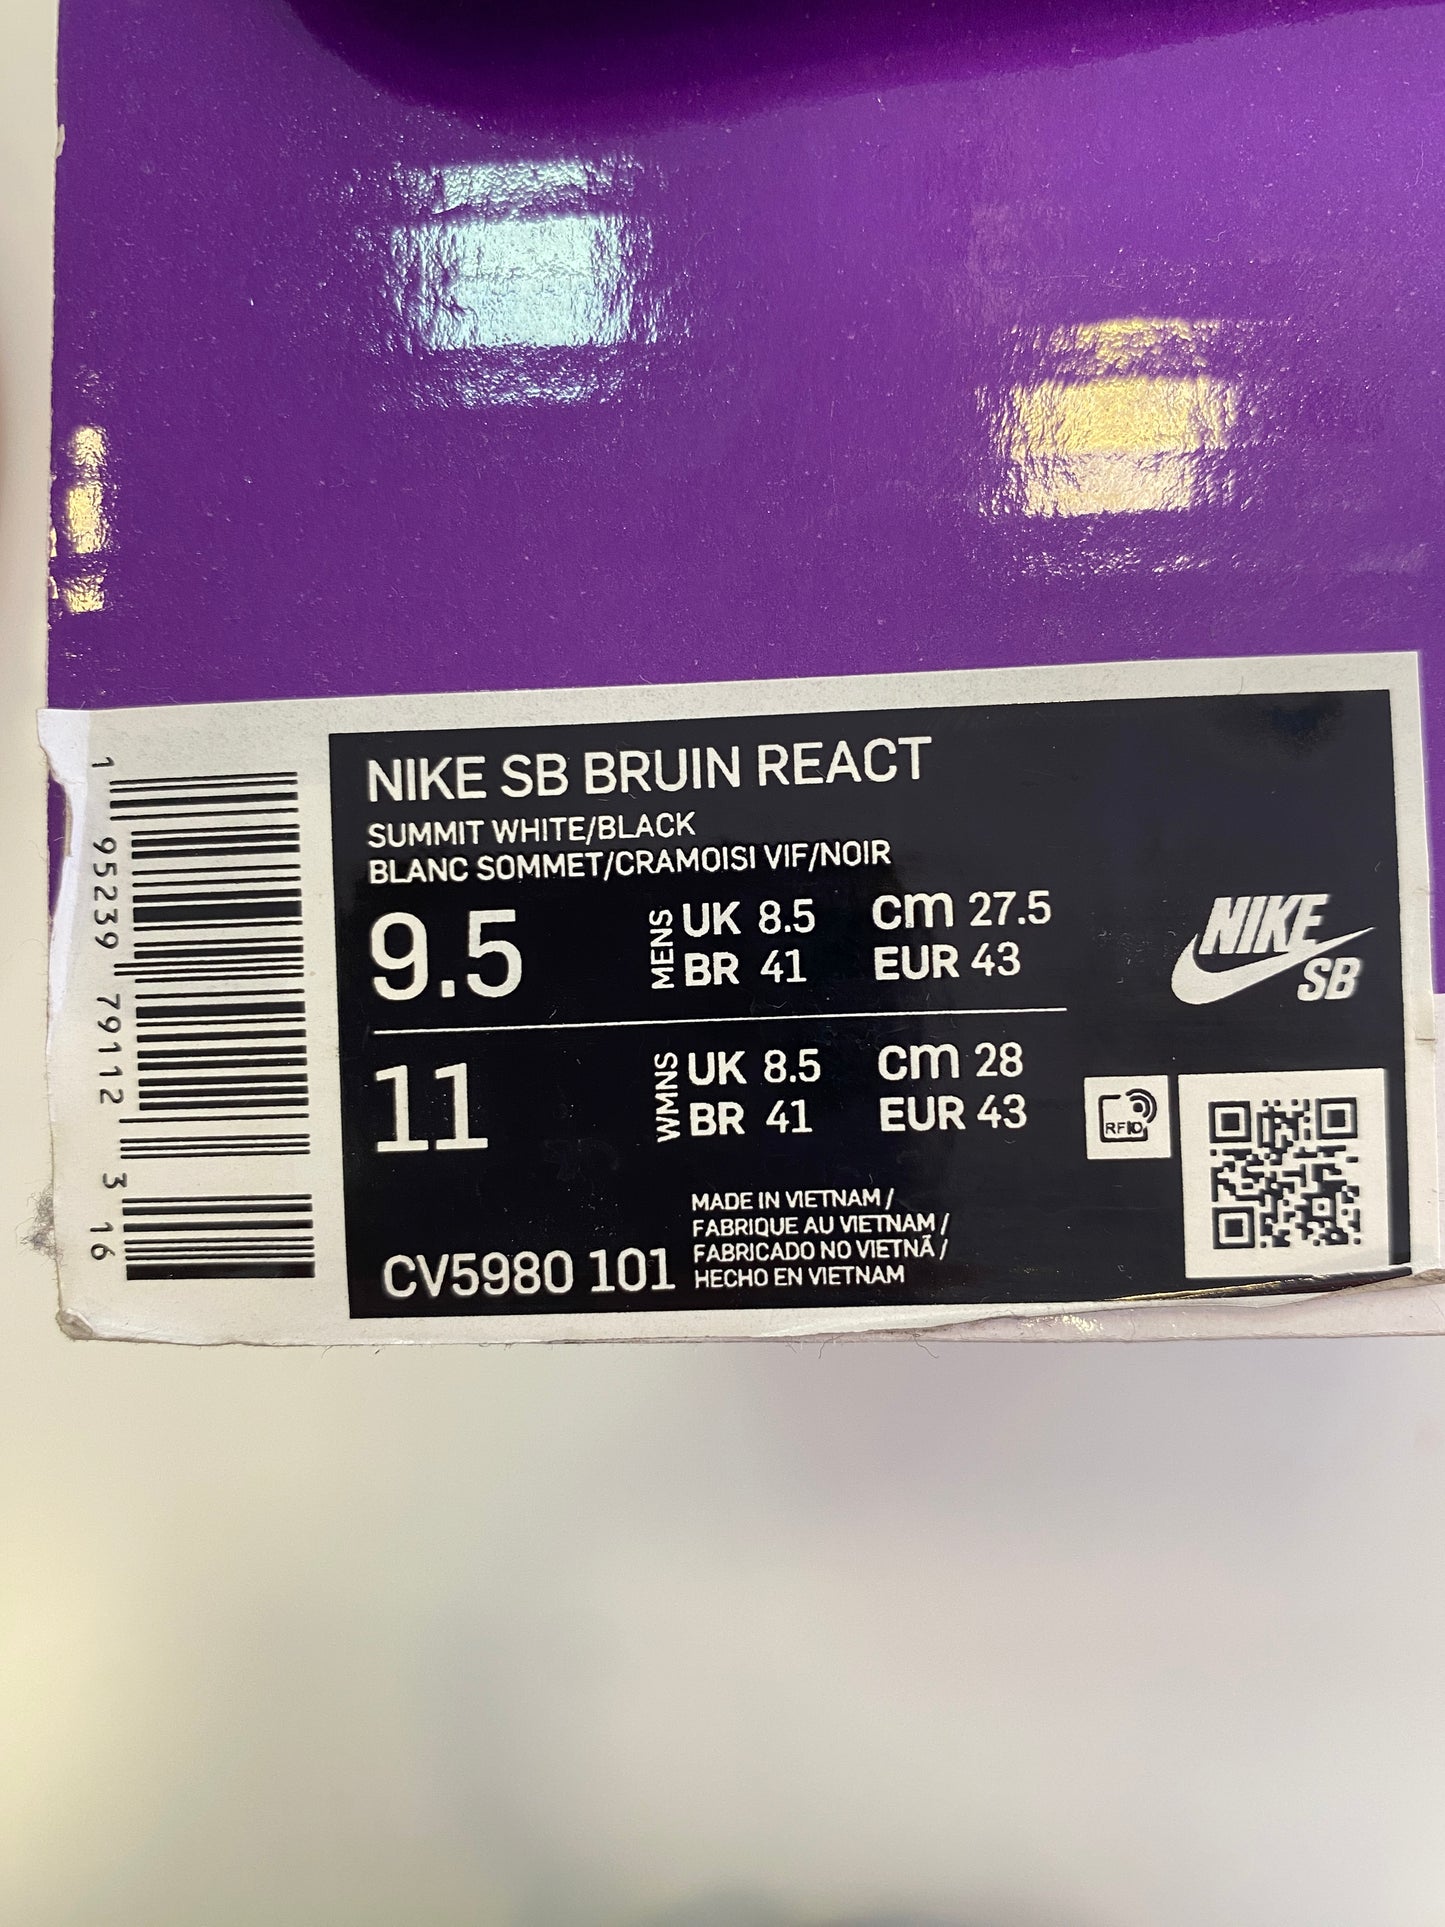 NIKE SB BRUIN REACT
SUMMIT WHITE/BLACK
BLANC SOMMET/CRAMOISI VIF/NOIR
9.5 MENS UK 8.5 cm 27.5
BR 41 EUR 43
NIKE
SB
11 WMNS UK 8.5 cm 28
BR 41 EUR 43
RFID
MADE IN VIETNAM /
FABRIQUE AU VIETNAM /
FABRICADO NO VIETNÃ /
HECHO EN VIETNAM
CV5980 101
1 95239 79112 3 16